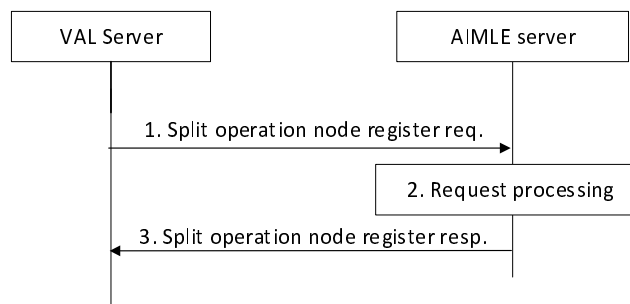 VAL Server
AIMLE server
1. Split operation node register req.
2. Request processing
3. Split operation node register resp.